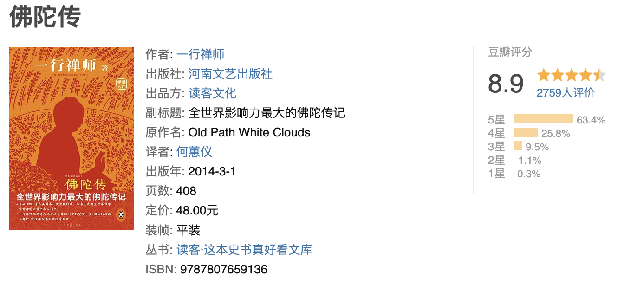 佛陀传
一行禅师 著
佛陀传
全世界影响力最大的佛陀传记
作者: 一行禅师
出版社: 河南文艺出版社
出品方: 读客文化
副标题: 全世界影响力最大的佛陀传记
原作名: Old Path White Clouds
译者: 何蕙仪
出版年: 2014-3-1
页数: 408
定价: 48.00元
装帧: 平装
丛书: 读客·这本史书真好看文库
ISBN: 9787807659136
豆瓣评分
8.9
2759人评价
5星 63.4%
4星 25.8%
3星 9.5%
2星 1.1%
1星 0.3%